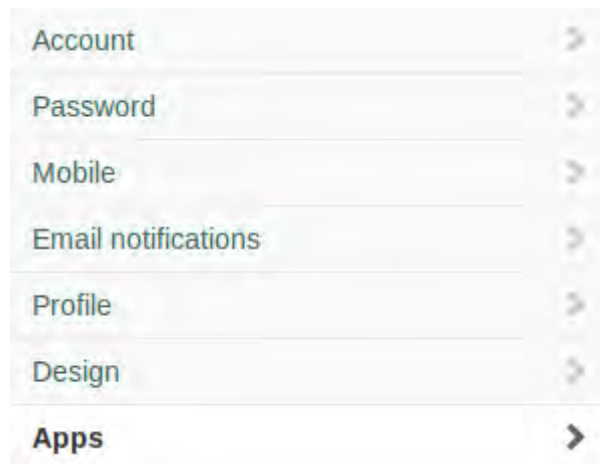 Account
Password
Mobile
Email notifications
Profile
Design
Apps